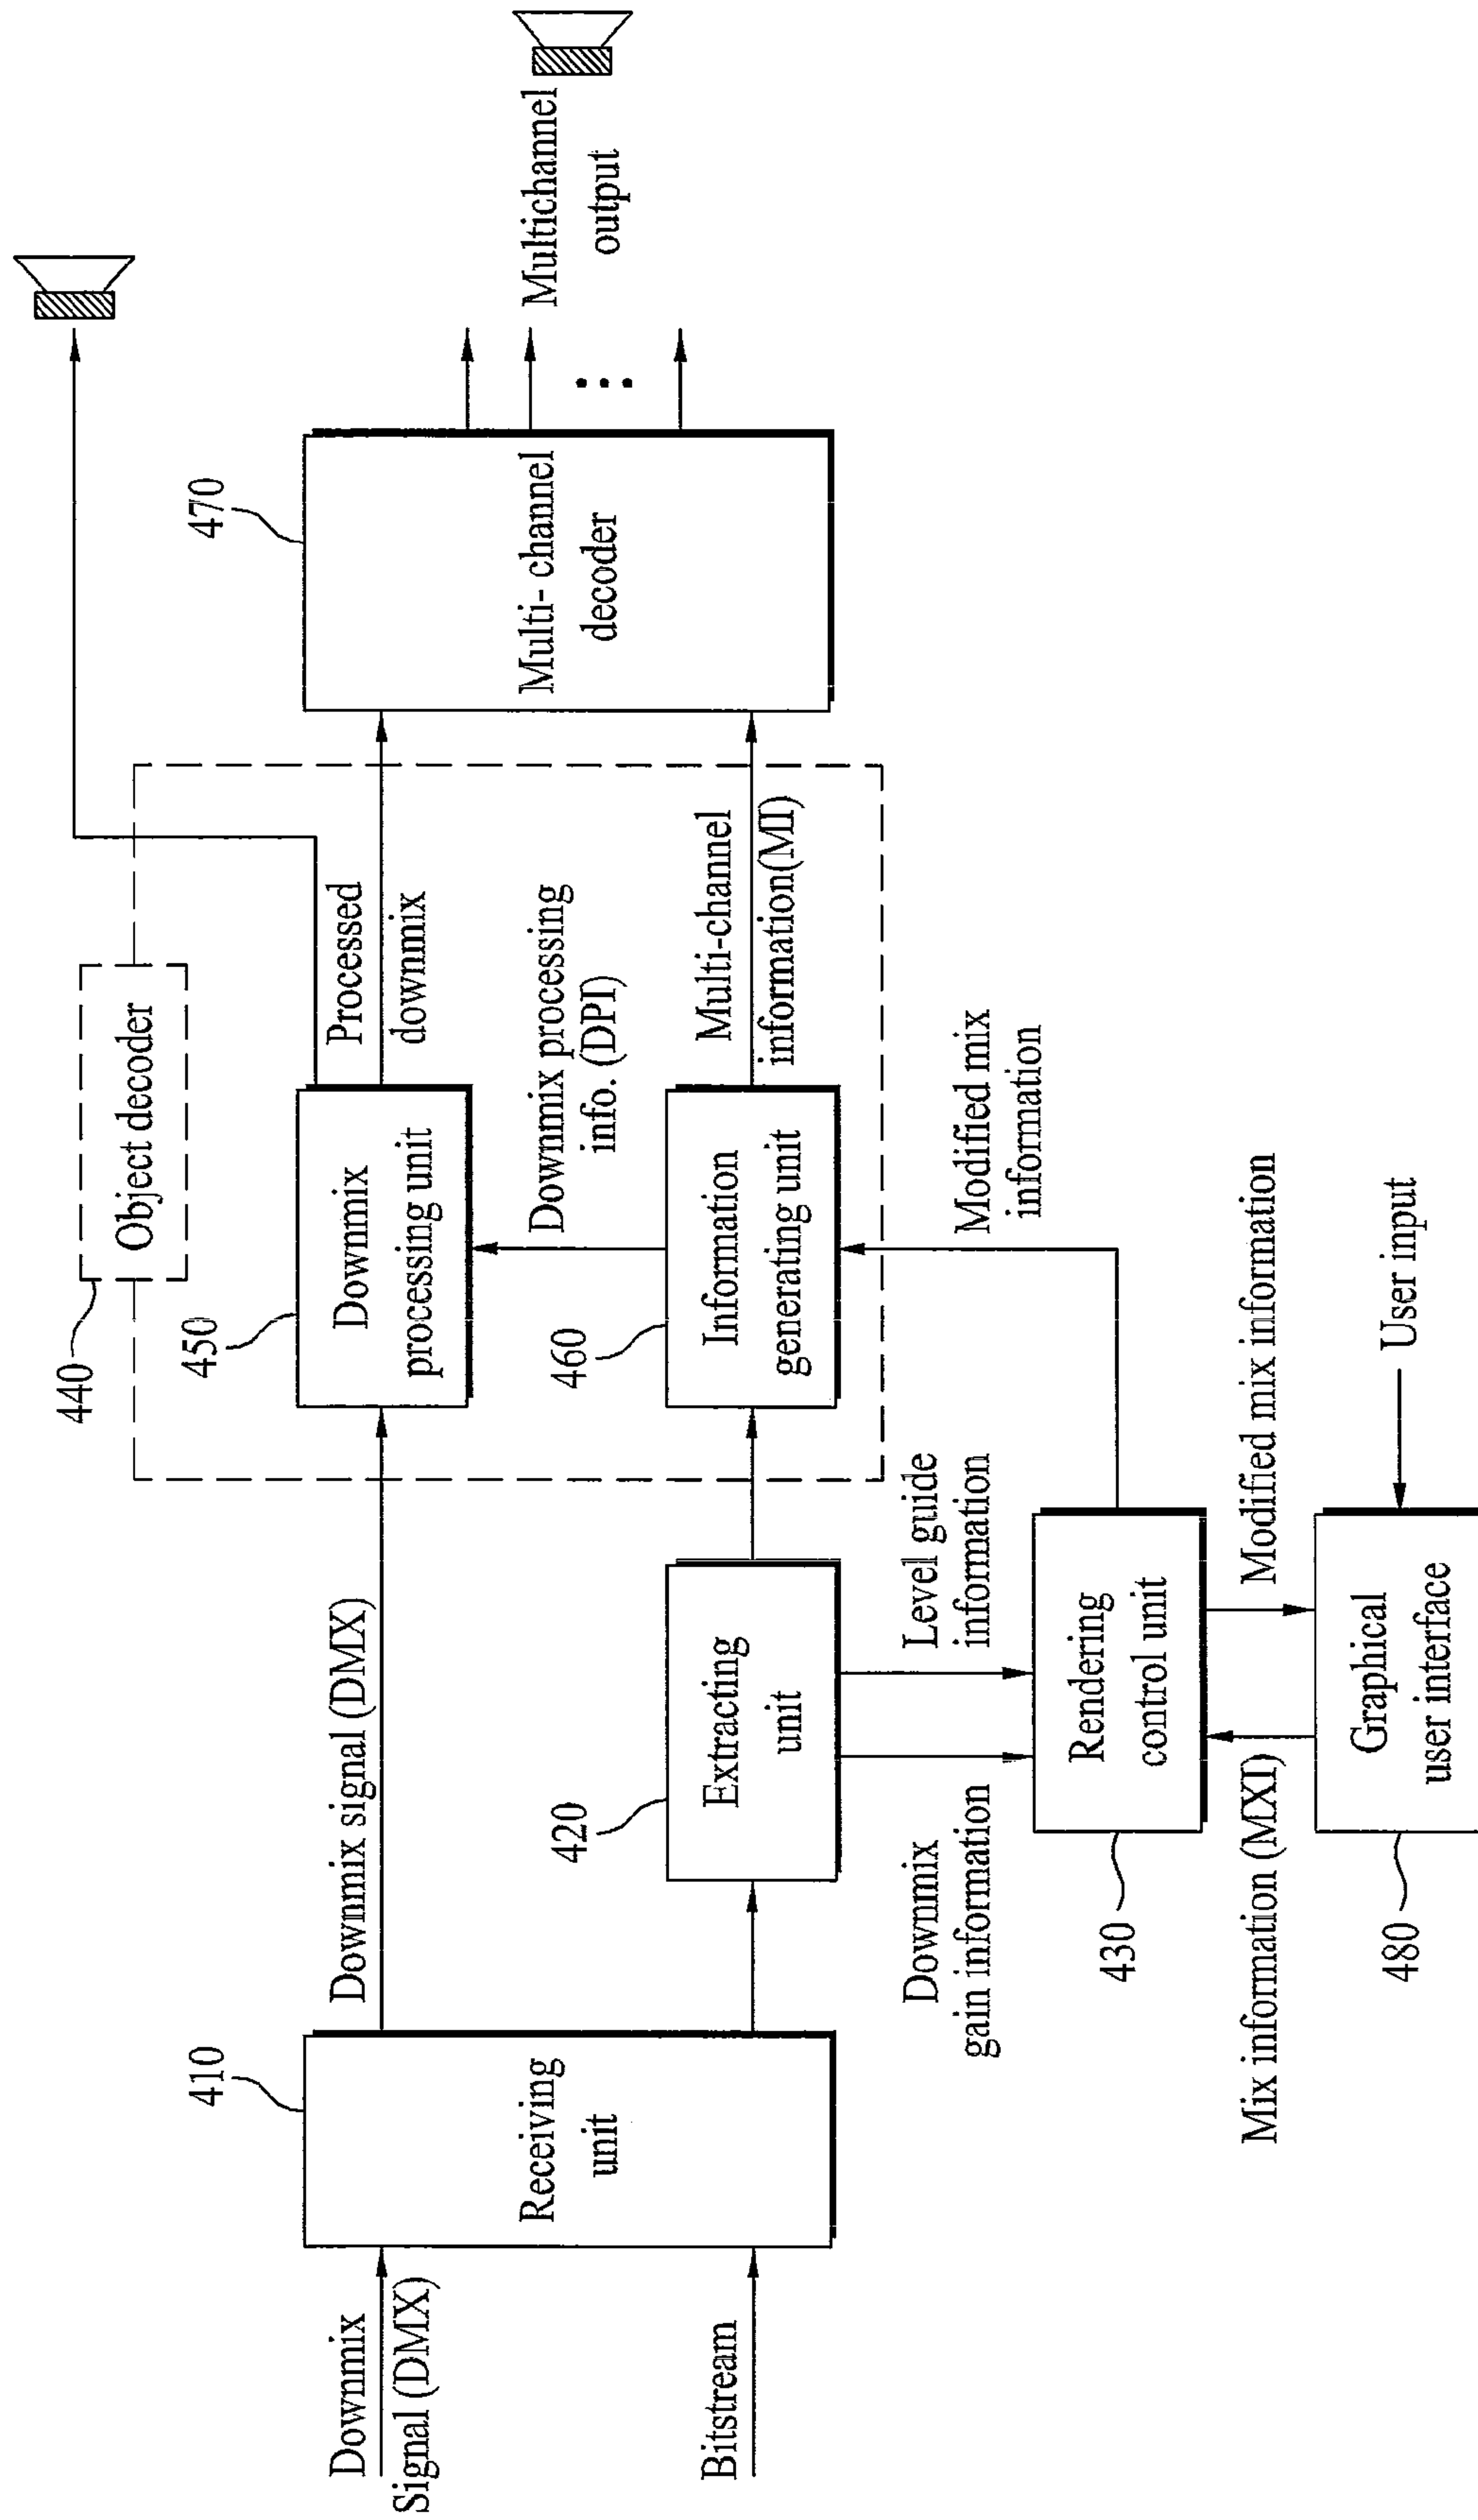 440
Object decoder
410
450
470
Downmix
Signal (DMX)
Downmix signal (DMX)
Downmix
processing unit
Processed
downmix
Receiving
unit
Downmix processing
info. (DPI)
Multi- channel
decoder
Multichannel
output
420
460
Bitstream
Extracting
unit
Information
generating unit
Multi-channel
information(MI)
Downmix
gain information
Level guide
information
Modified mix
information
430
Rendering
control unit
Mix information (MXI)
Modified mix information
480
Graphical
user interface
User input